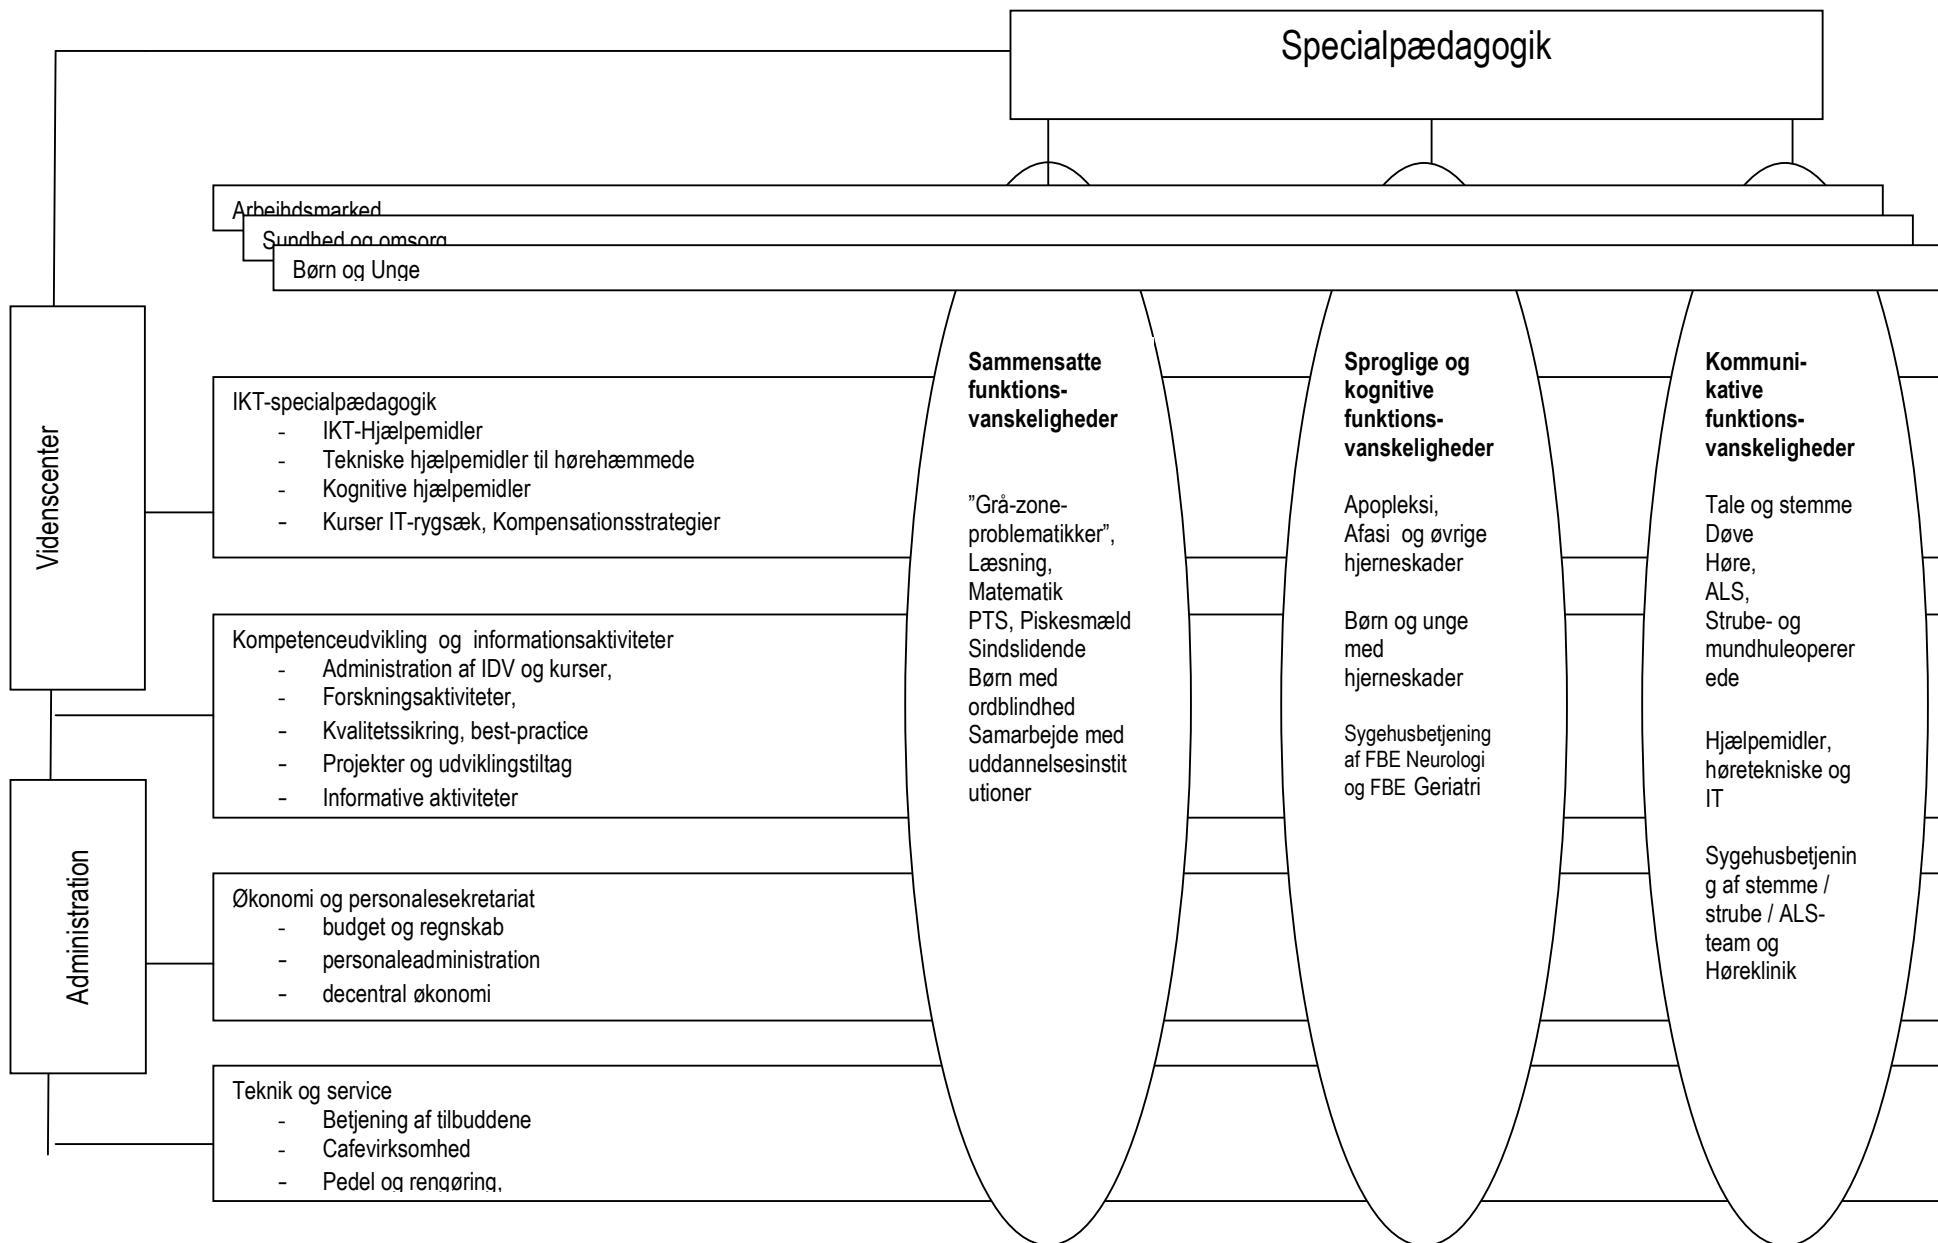 Specialpædagogik
Arbejhdsmarked
Sundhed og omsorg
Børn og Unge
Videnscenter
IKT-specialpædagogik
- IKT-Hjælpemidler
- Tekniske hjælpemidler til hørehæmmede
- Kognitive hjælpemidler
- Kurser IT-rygsæk, Kompensationsstrategier
Kompetenceudvikling og informationsaktiviteter
- Administration af IDV og kurser,
- Forskningsaktiviteter,
- Kvalitetssikring, best-practice
- Projekter og udviklingstiltag
- Informative aktiviteter
Administration
Økonomi og personalesekretariat
- budget og regnskab
- personaleadministration
- decentral økonomi
Teknik og service
- Betjening af tilbuddene
- Cafevirksomhed
- Pedel og rengøring,
Sammensatte
funktions-
vanskeligheder
”Grå-zone-
problematikker”,
Læsning,
Matematik
PTS, Piskesmæld
Sindslidende
Børn med
ordblindhed
Samarbejde med
uddannelsesinstit
utioner
Sproglige og
kognitive
funktions-
vanskeligheder
Apopleksi,
Afasi og øvrige
hjerneskader
Børn og unge
med
hjerneskader
Sygehusbetjening
af FBE Neurologi
og FBE Geriatri
Kommuni-
kative
funktions-
vanskeligheder
Tale og stemme
Døve
Høre,
ALS,
Strube- og
mundhuleoperer
ede
Hjælpemidler,
høretekniske og
IT
Sygehusbetjenin
g af stemme /
strube / ALS-
team og
Høreklinik